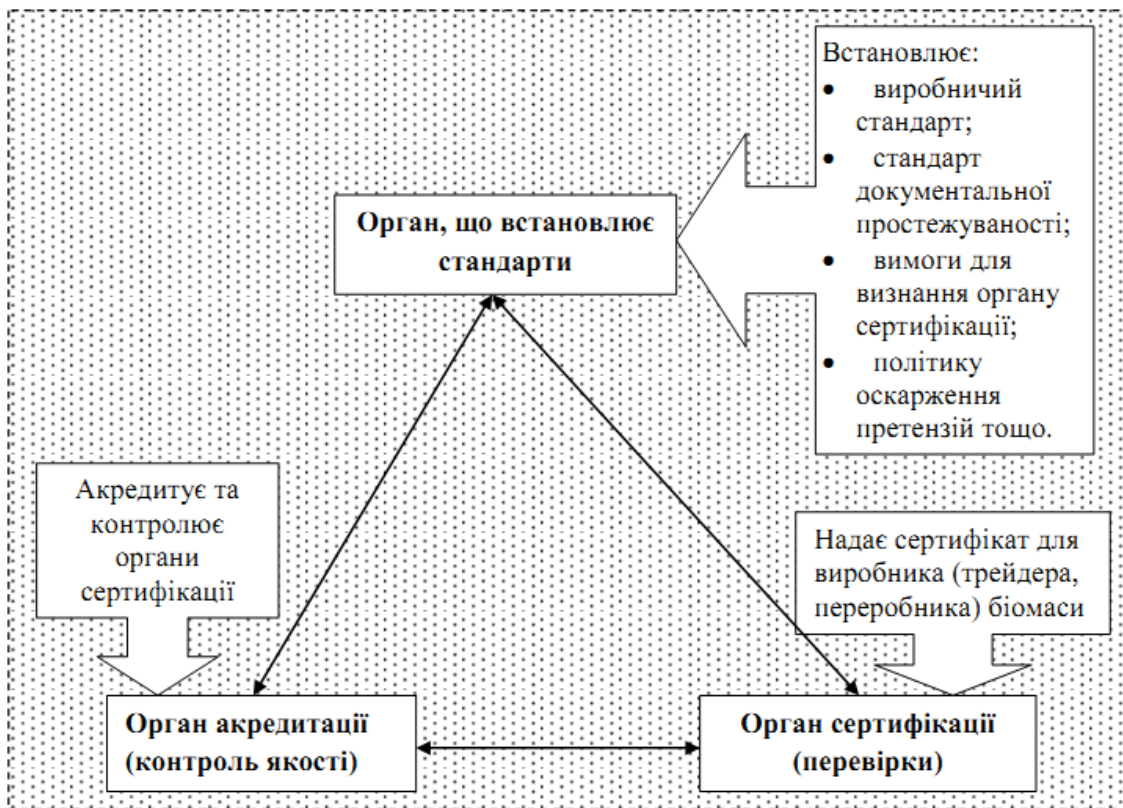 Встановлює:
• виробничий
стандарт;
• стандарт
документальної
простежуваності;
• вимоги для
визнання органу
сертифікації;
• політику
оскарження
претензій тощо.
Орган, що встановлює
стандарти
Акредитує та
контролює
органи
сертифікації
Надає сертифікат для
виробника (трейдера,
переробника) біомаси
Орган акредитації
(контроль якості)
Орган сертифікації
(перевірки)